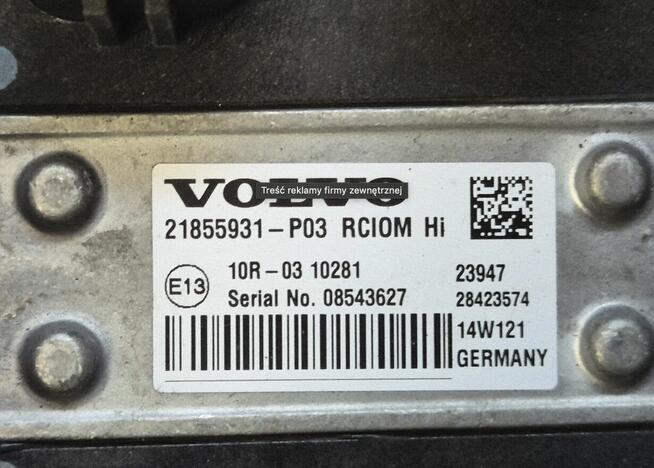 VOLVO
Treść reklamy firmy zewnętrznej
21855931-P03 RCIOM Hi
E13
10R-03 10281
23947
Serial No. 08543627
28423574
14W121
GERMANY